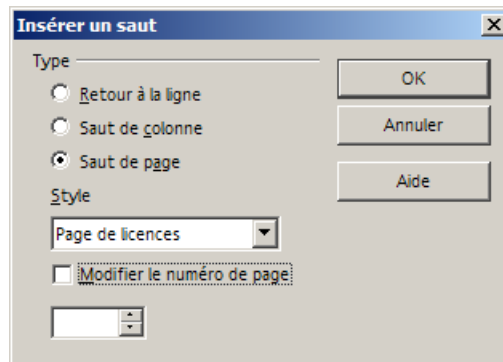 Insérer un saut
Type
Retour à la ligne
Saut de colonne
Saut de page
Style
Page de licences
Modifier le numéro de page
OK
Annuler
Aide